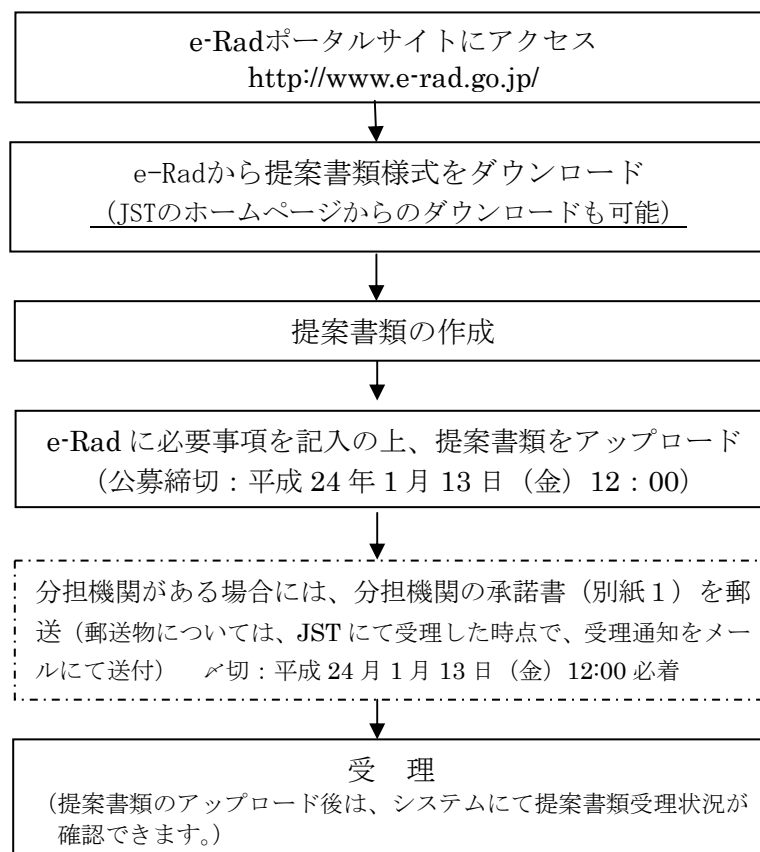 e-Radポータルサイトにアクセス
http://www.e-rad.go.jp/
e-Radから提案書類様式をダウンロード
(JSTのホームページからのダウンロードも可能)
提案書類の作成
e-Rad に必要事項を記入の上、提案書類をアップロード
(公募締切：平成 24 年 1 月 13 日（金）12：00)
分担機関がある場合には、分担機関の承諾書（別紙１）を郵
送（郵送物については、JST にて受理した時点で、受理通知をメー
ルにて送付）　〆切：平成 24 月 1 月 13 日（金）12:00 必着
受　理
(提案書類のアップロード後は、システムにて提案書類受理状況が
確認できます。)